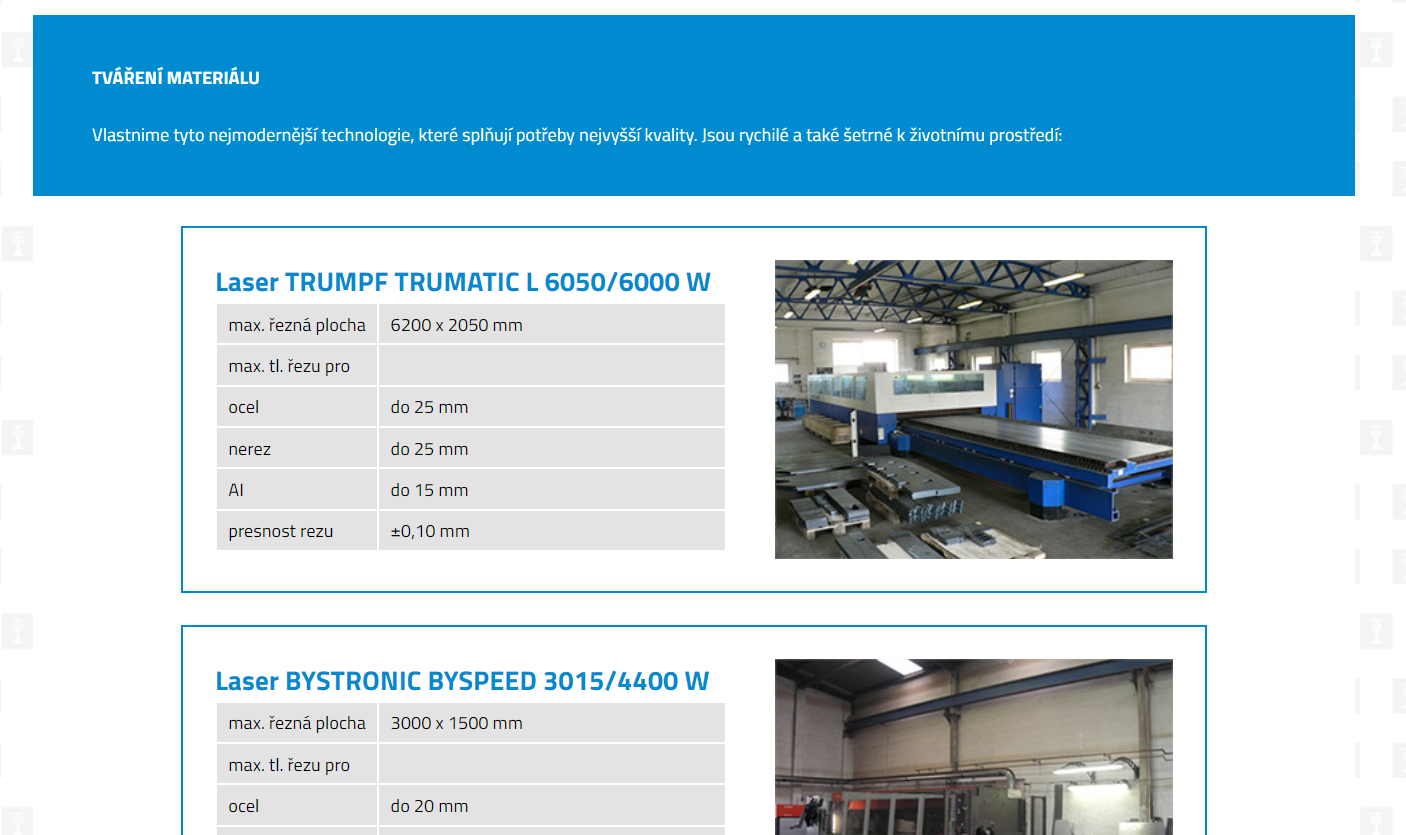 TVÁŘENÍ MATERIÁLU
Vlastnime tyto nejmodernější technologie, které splňují potřeby nejvyšší kvality. Jsou rychilé a také šetrné k životnímu prostředí:
Laser TRUMPF TRUMATIC L 6050/6000 W
max. řezná plocha 6200 x 2050 mm
max. tl. řezu pro
ocel do 25 mm
nerez do 25 mm
Al do 15 mm
presnost rezu ±0,10 mm
Laser BYSTRONIC BYSPEED 3015/4400 W
max. řezná plocha 3000 x 1500 mm
max. tl. řezu pro
ocel do 20 mm